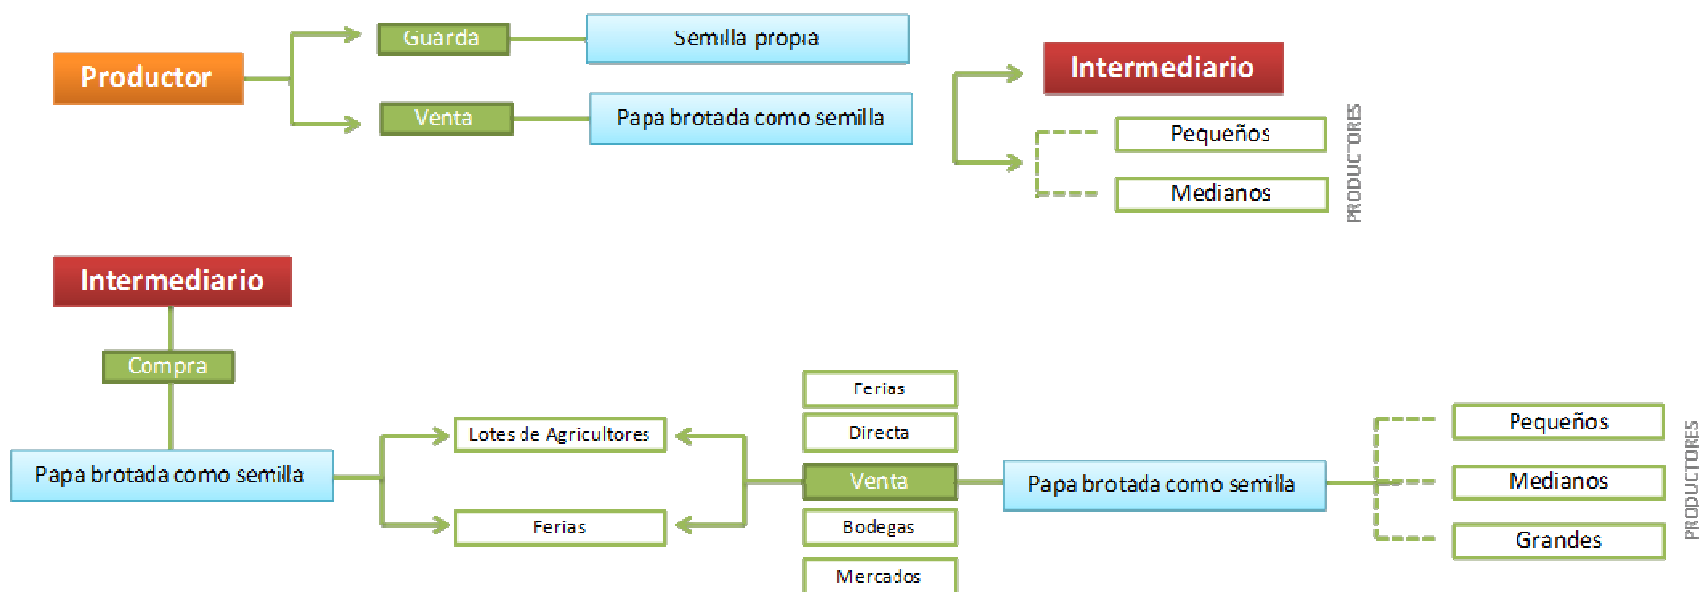 Guarda
Semilla propia
Productor
Intermediario
Venta
Papa brotada como semilla
Pequeños
Medianos
PRODUCTORES
Intermediario
Compra
Papa brotada como semilla
Lotes de Agricultores
Ferias
Ferias
Directa
Venta
Bodegas
Mercados
Papa brotada como semilla
Pequeños
Medianos
Grandes
PRODUCTORES